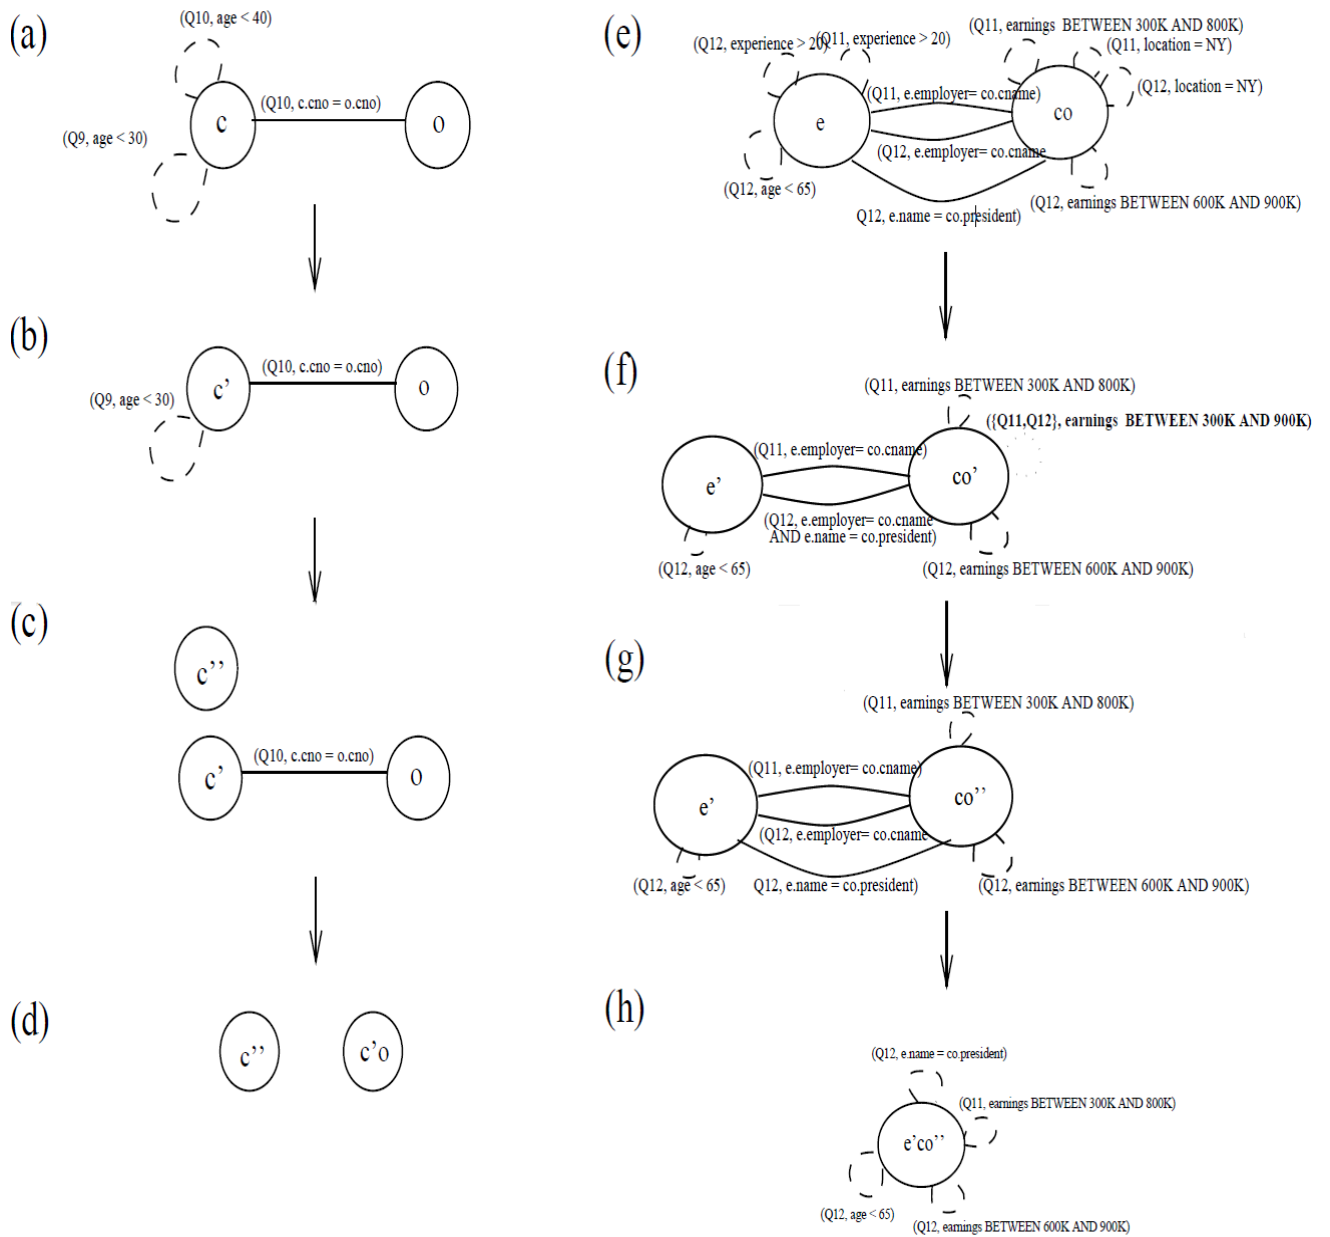 (a)
(Q10, age < 40)
(Q10, c.cno = o.cno)
c
o
(Q9, age < 30)
(b)
(Q10, c.cno = o.cno)
c’
o
(Q9, age < 30)
(c)
c’’
(Q10, c.cno = o.cno)
c’
o
(d)
c’’
c’o
(e)
(Q12, experience > 20)
(Q11, experience > 20)
(Q11, earnings BETWEEN 300K AND 800K)
(Q11, location = NY)
(Q12, location = NY)
(Q11, e.employer= co.cname)
e
co
(Q12, e.employer= co.cname
(Q12, age < 65)
(Q12, earnings BETWEEN 600K AND 900K)
Q12, e.name = co.president)
(f)
(Q11, earnings BETWEEN 300K AND 800K)
({Q11,Q12}, earnings BETWEEN 300K AND 900K)
(Q11, e.employer= co.cname)
e’
co’
(Q12, e.employer= co.cname
AND e.name = co.president)
(Q12, age < 65)
(Q12, earnings BETWEEN 600K AND 900K)
(g)
(Q11, earnings BETWEEN 300K AND 800K)
(Q11, e.employer= co.cname)
e’
co’’
(Q12, e.employer= co.cname
(Q12, age < 65)
Q12, e.name = co.president)
(Q12, earnings BETWEEN 600K AND 900K)
(h)
(Q12, e.name = co.president)
(Q11, earnings BETWEEN 300K AND 800K)
e’co’’
(Q12, age < 65)
(Q12, earnings BETWEEN 600K AND 900K)